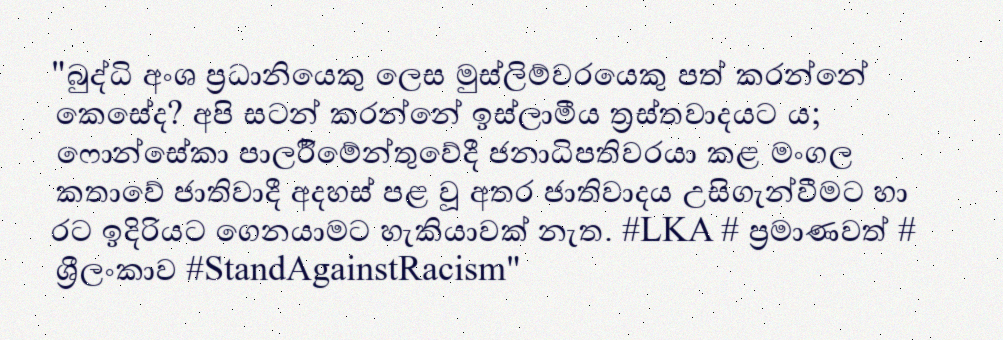 "බුද්ධි අංශ ප්‍රධානියෙකු ලෙස මුස්ලිම්වරයෙකු පත් කරන්නේ
කෙසේද? අපි සටන් කරන්නේ ඉස්ලාමීය ත්‍රස්තවාදයට ය;
ෆොන්සේකා පාර්ලිමේන්තුවේදී ජනාධිපතිවරයා කළ මංගල
කතාවේ ජාතිවාදී අදහස් පළ වූ අතර ජාතිවාදය උසිගැන්වීමට හා
රට ඉදිරියට ගෙනයාමට හැකියාවක් නැත. #LKA # ප්‍රමාණවත් #
ශ්‍රීලංකාව #StandAgainstRacism"